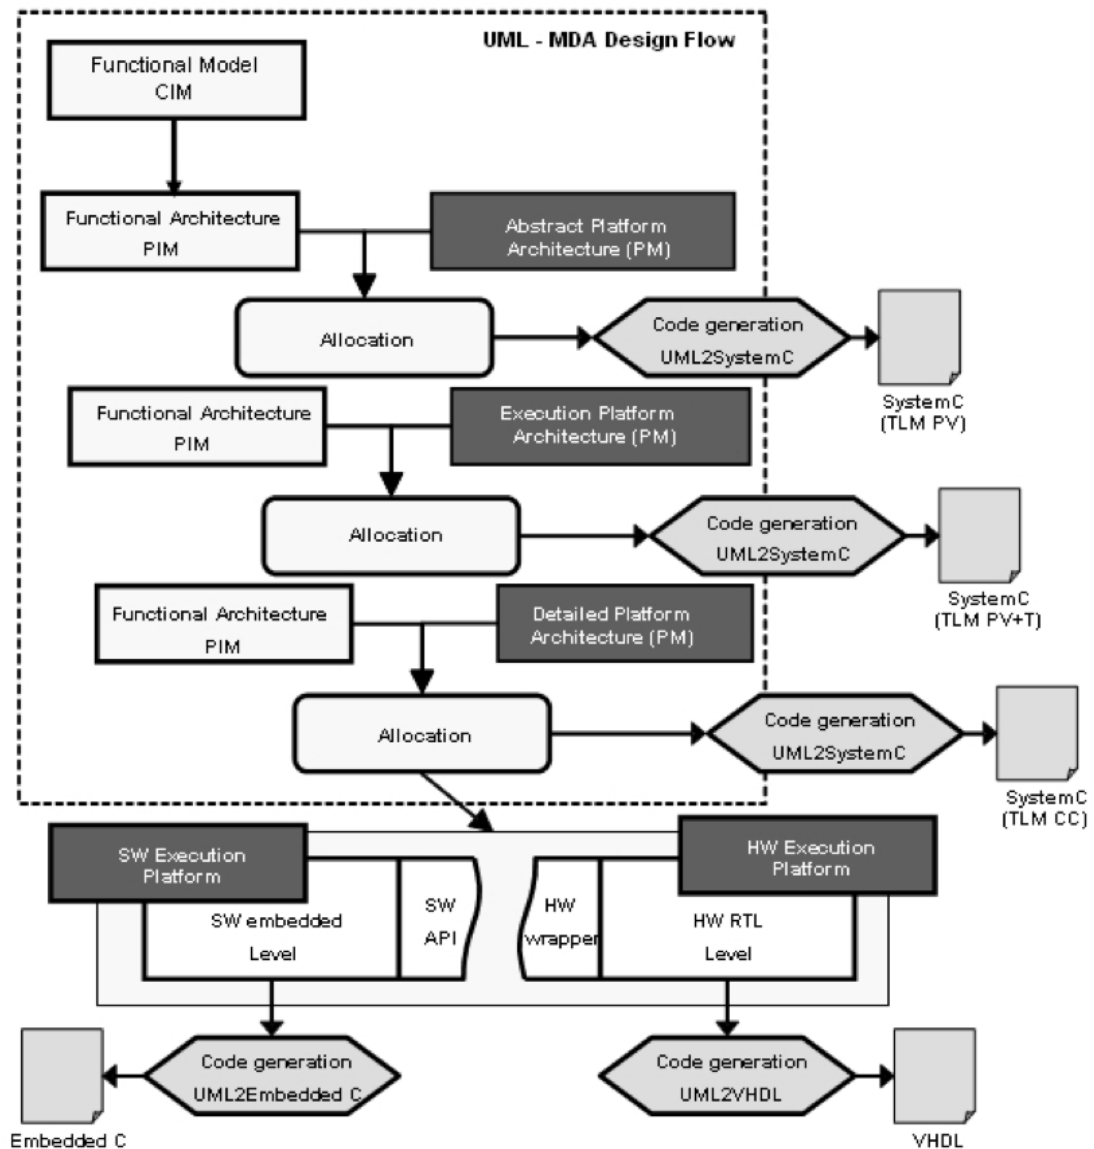 UML - MDA Design Flow
Functional Model
CIM
Functional Architecture
PIM
Abstract Platform
Architecture (PM)
Allocation
Code generation
UML2SystemC
SystemC
(TLM PV)
Functional Architecture
PIM
Execution Platform
Architecture (PM)
Allocation
Code generation
UML2SystemC
SystemC
(TLM PV+T)
Functional Architecture
PIM
Detailed Platform
Architecture (PM)
Allocation
Code generation
UML2SystemC
SystemC
(TLM CC)
SW Execution
Platform
HW Execution
Platform
SW embedded
Level
SW
API
HW
wrapper
HW RTL
Level
Code generation
UML2Embedded C
Embedded C
Code generation
UML2VHDL
VHDL